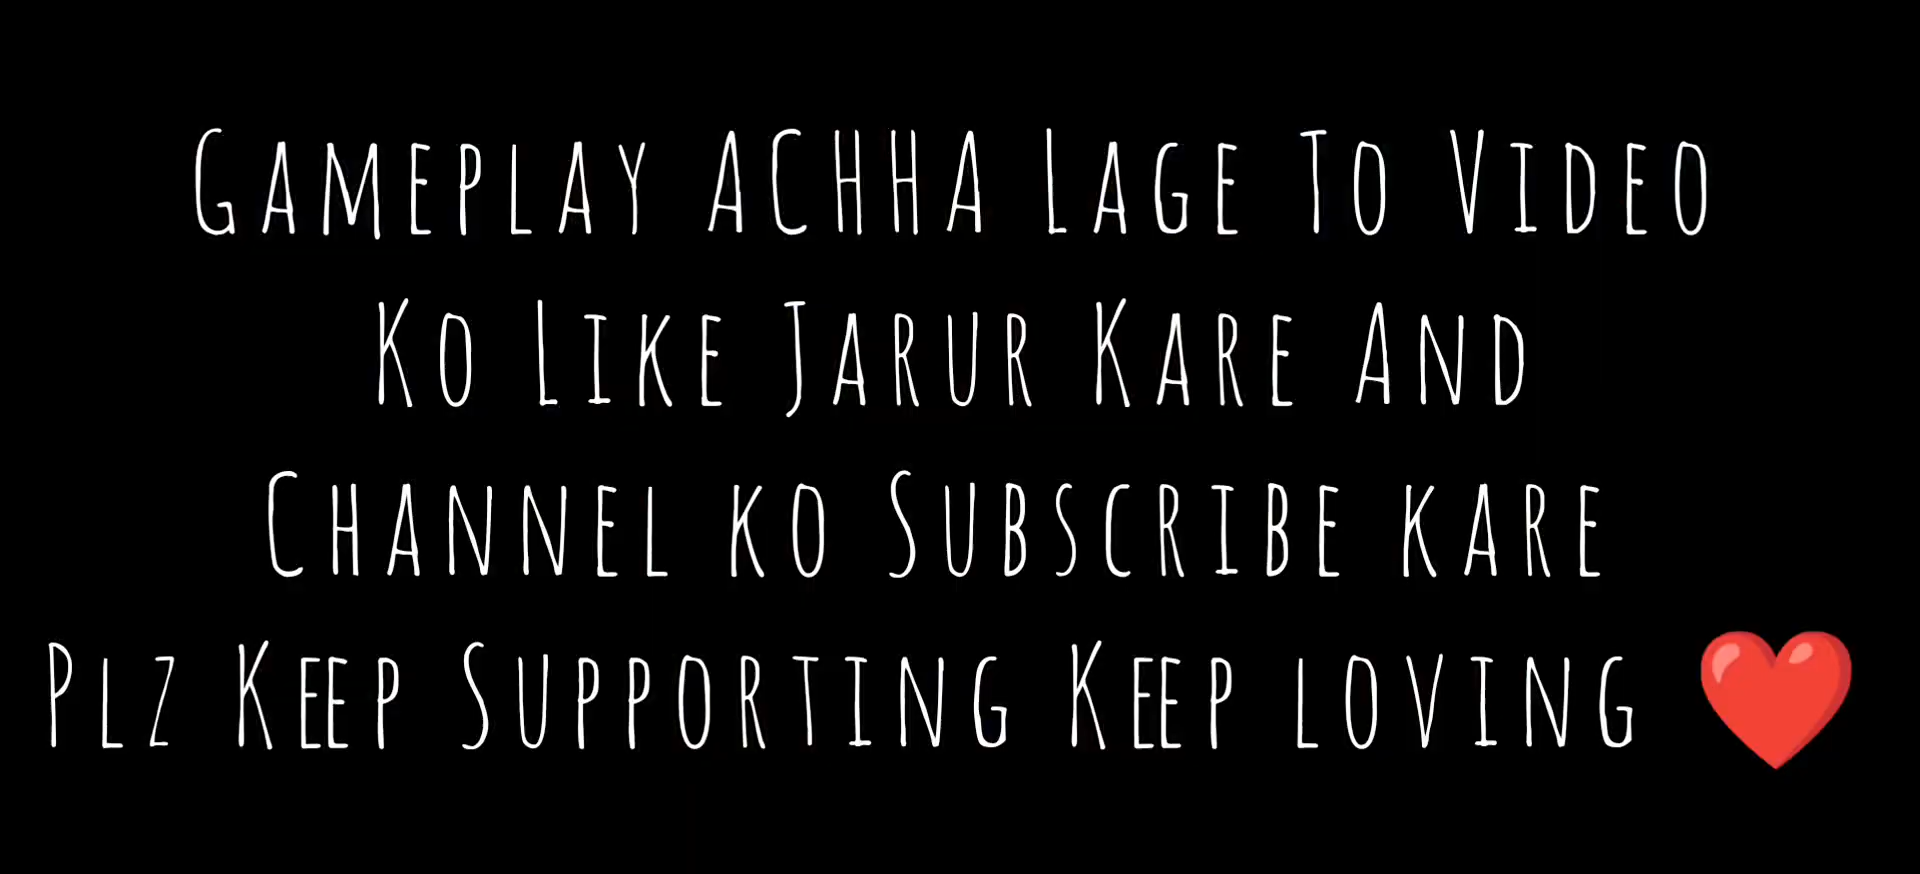 Gameplay ACHHA Lage To Video
Ko Like Jarur Kare And
Channel ko Subscribe kare
Plz Keep Supporting Keep loving ❤️